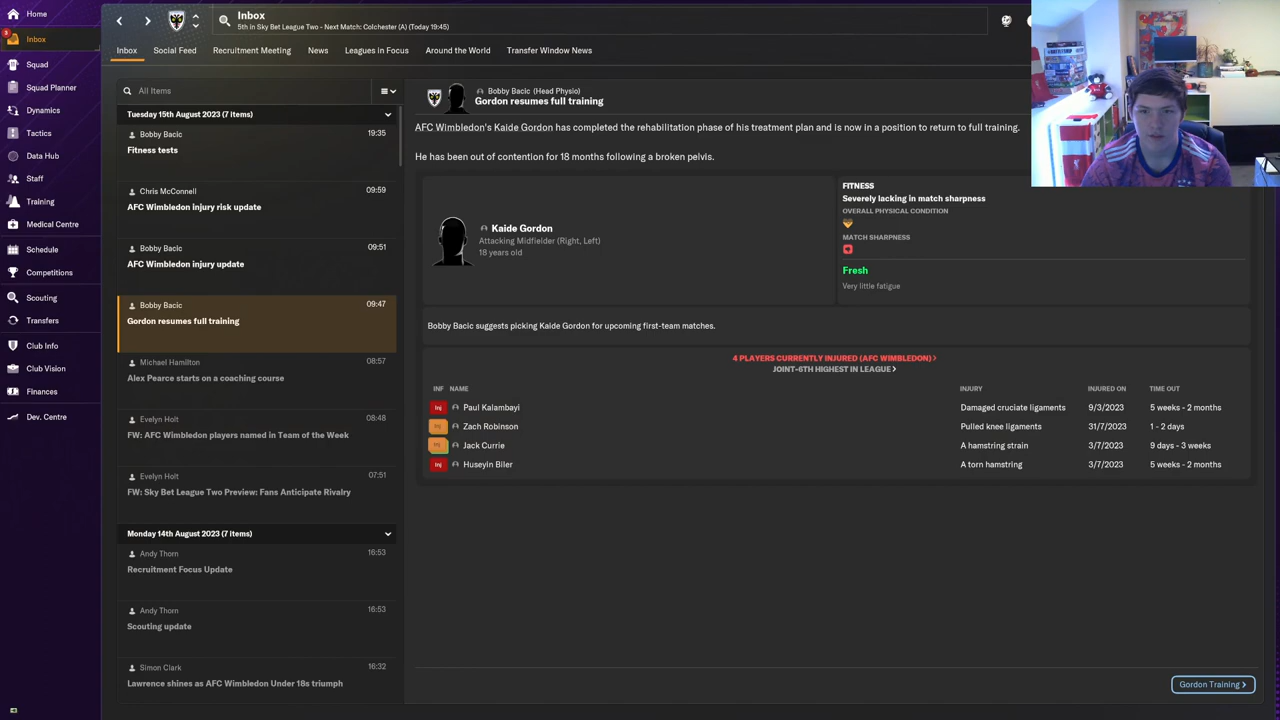 Home
3
Inbox
Squad
Squad Planner
Dynamics
Tactics
Data Hub
Staff
Training
Medical Centre
Schedule
Competitions
Scouting
Transfers
Club Info
Club Vision
Finances
Dev. Centre
Inbox
5th in Sky Bet League Two - Next Match: Colchester (A) (Today 19:45)
Inbox
Social Feed
Recruitment Meeting
News
Leagues in Focus
Around the World
Transfer Window News
All Items
Tuesday 15th August 2023 (7 items)
Bobby Bacic 19:35
Fitness tests
Chris McConnell 09:59
AFC Wimbledon injury risk update
Bobby Bacic 09:51
AFC Wimbledon injury update
Bobby Bacic 09:47
Gordon resumes full training
Michael Hamilton 08:57
Alex Pearce starts on a coaching course
Evelyn Holt 08:48
FW: AFC Wimbledon players named in Team of the Week
Evelyn Holt 07:51
FW: Sky Bet League Two Preview: Fans Anticipate Rivalry
Monday 14th August 2023 (7 items)
Andy Thorn 16:53
Recruitment Focus Update
Andy Thorn 16:53
Scouting update
Simon Clark 16:32
Lawrence shines as AFC Wimbledon Under 18s triumph
Bobby Bacic (Head Physio)
Gordon resumes full training
AFC Wimbledon's Kaide Gordon has completed the rehabilitation phase of his treatment plan and is now in a position to return to full training.
He has been out of contention for 18 months following a broken pelvis.
Kaide Gordon
Attacking Midfielder (Right, Left)
18 years old
FITNESS
Severely lacking in match sharpness
OVERALL PHYSICAL CONDITION
MATCH SHARPNESS
Fresh
Very little fatigue
Bobby Bacic suggests picking Kaide Gordon for upcoming first-team matches.
4 PLAYERS CURRENTLY INJURED (AFC WIMBLEDON)
JOINT-6TH HIGHEST IN LEAGUE
INF NAME INJURY INJURED ON TIME OUT
Inj Paul Kalambayi Damaged cruciate ligaments 9/3/2023 5 weeks - 2 months
Inj Zach Robinson Pulled knee ligaments 31/7/2023 1 - 2 days
Inj Jack Currie A hamstring strain 3/7/2023 9 days - 3 weeks
Inj Huseyin Biler A torn hamstring 3/7/2023 5 weeks - 2 months
Gordon Training